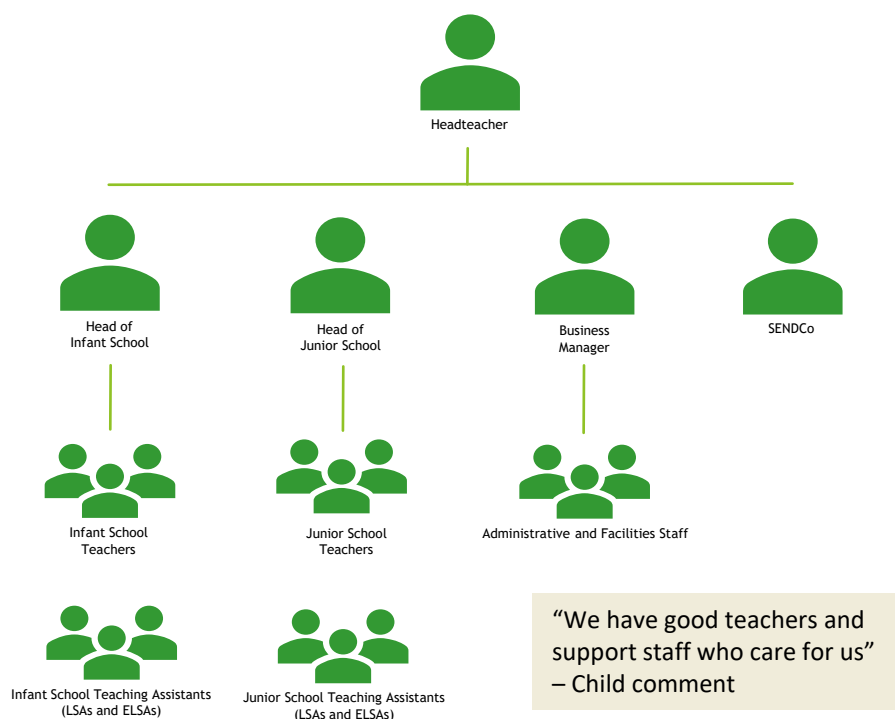 Headteacher
Head of
Infant School
Head of
Junior School
Business
Manager
SENDCo
Infant School
Teachers
Junior School
Teachers
Administrative and Facilities Staff
Infant School Teaching Assistants
(LSAs and ELSAs)
Junior School Teaching Assistants
(LSAs and ELSAs)
“We have good teachers and
support staff who care for us”
– Child comment